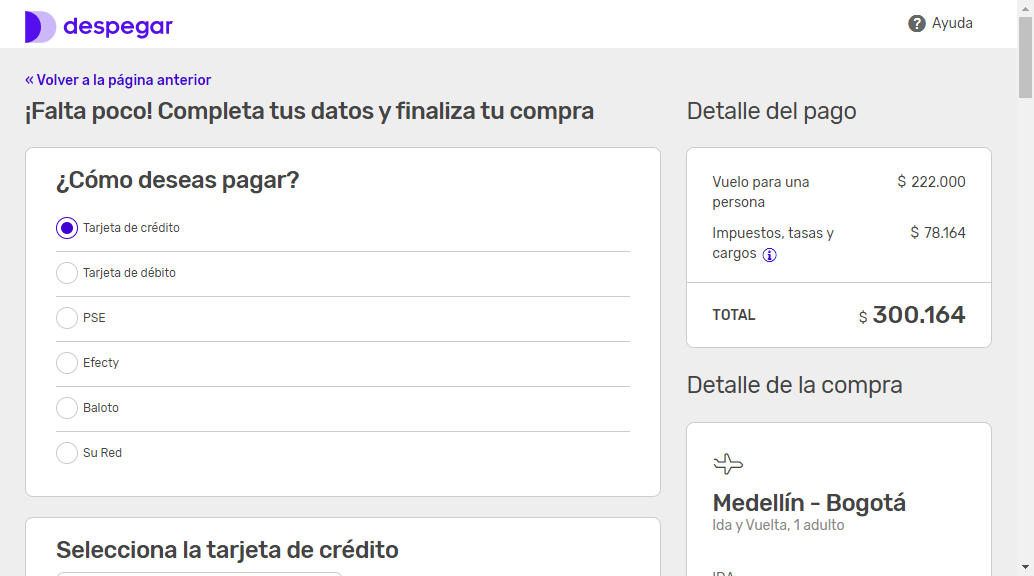 despegar
Ayuda
« Volver a la página anterior
¡Falta poco! Completa tus datos y finaliza tu compra
¿Cómo deseas pagar?
Tarjeta de crédito
Tarjeta de débito
PSE
Efecty
Baloto
Su Red
Selecciona la tarjeta de crédito
Detalle del pago
Vuelo para una
persona
$ 222.000
Impuestos, tasas y
cargos
$ 78.164
TOTAL
$ 300.164
Detalle de la compra
Medellín - Bogotá
Ida y Vuelta, 1 adulto
IDA